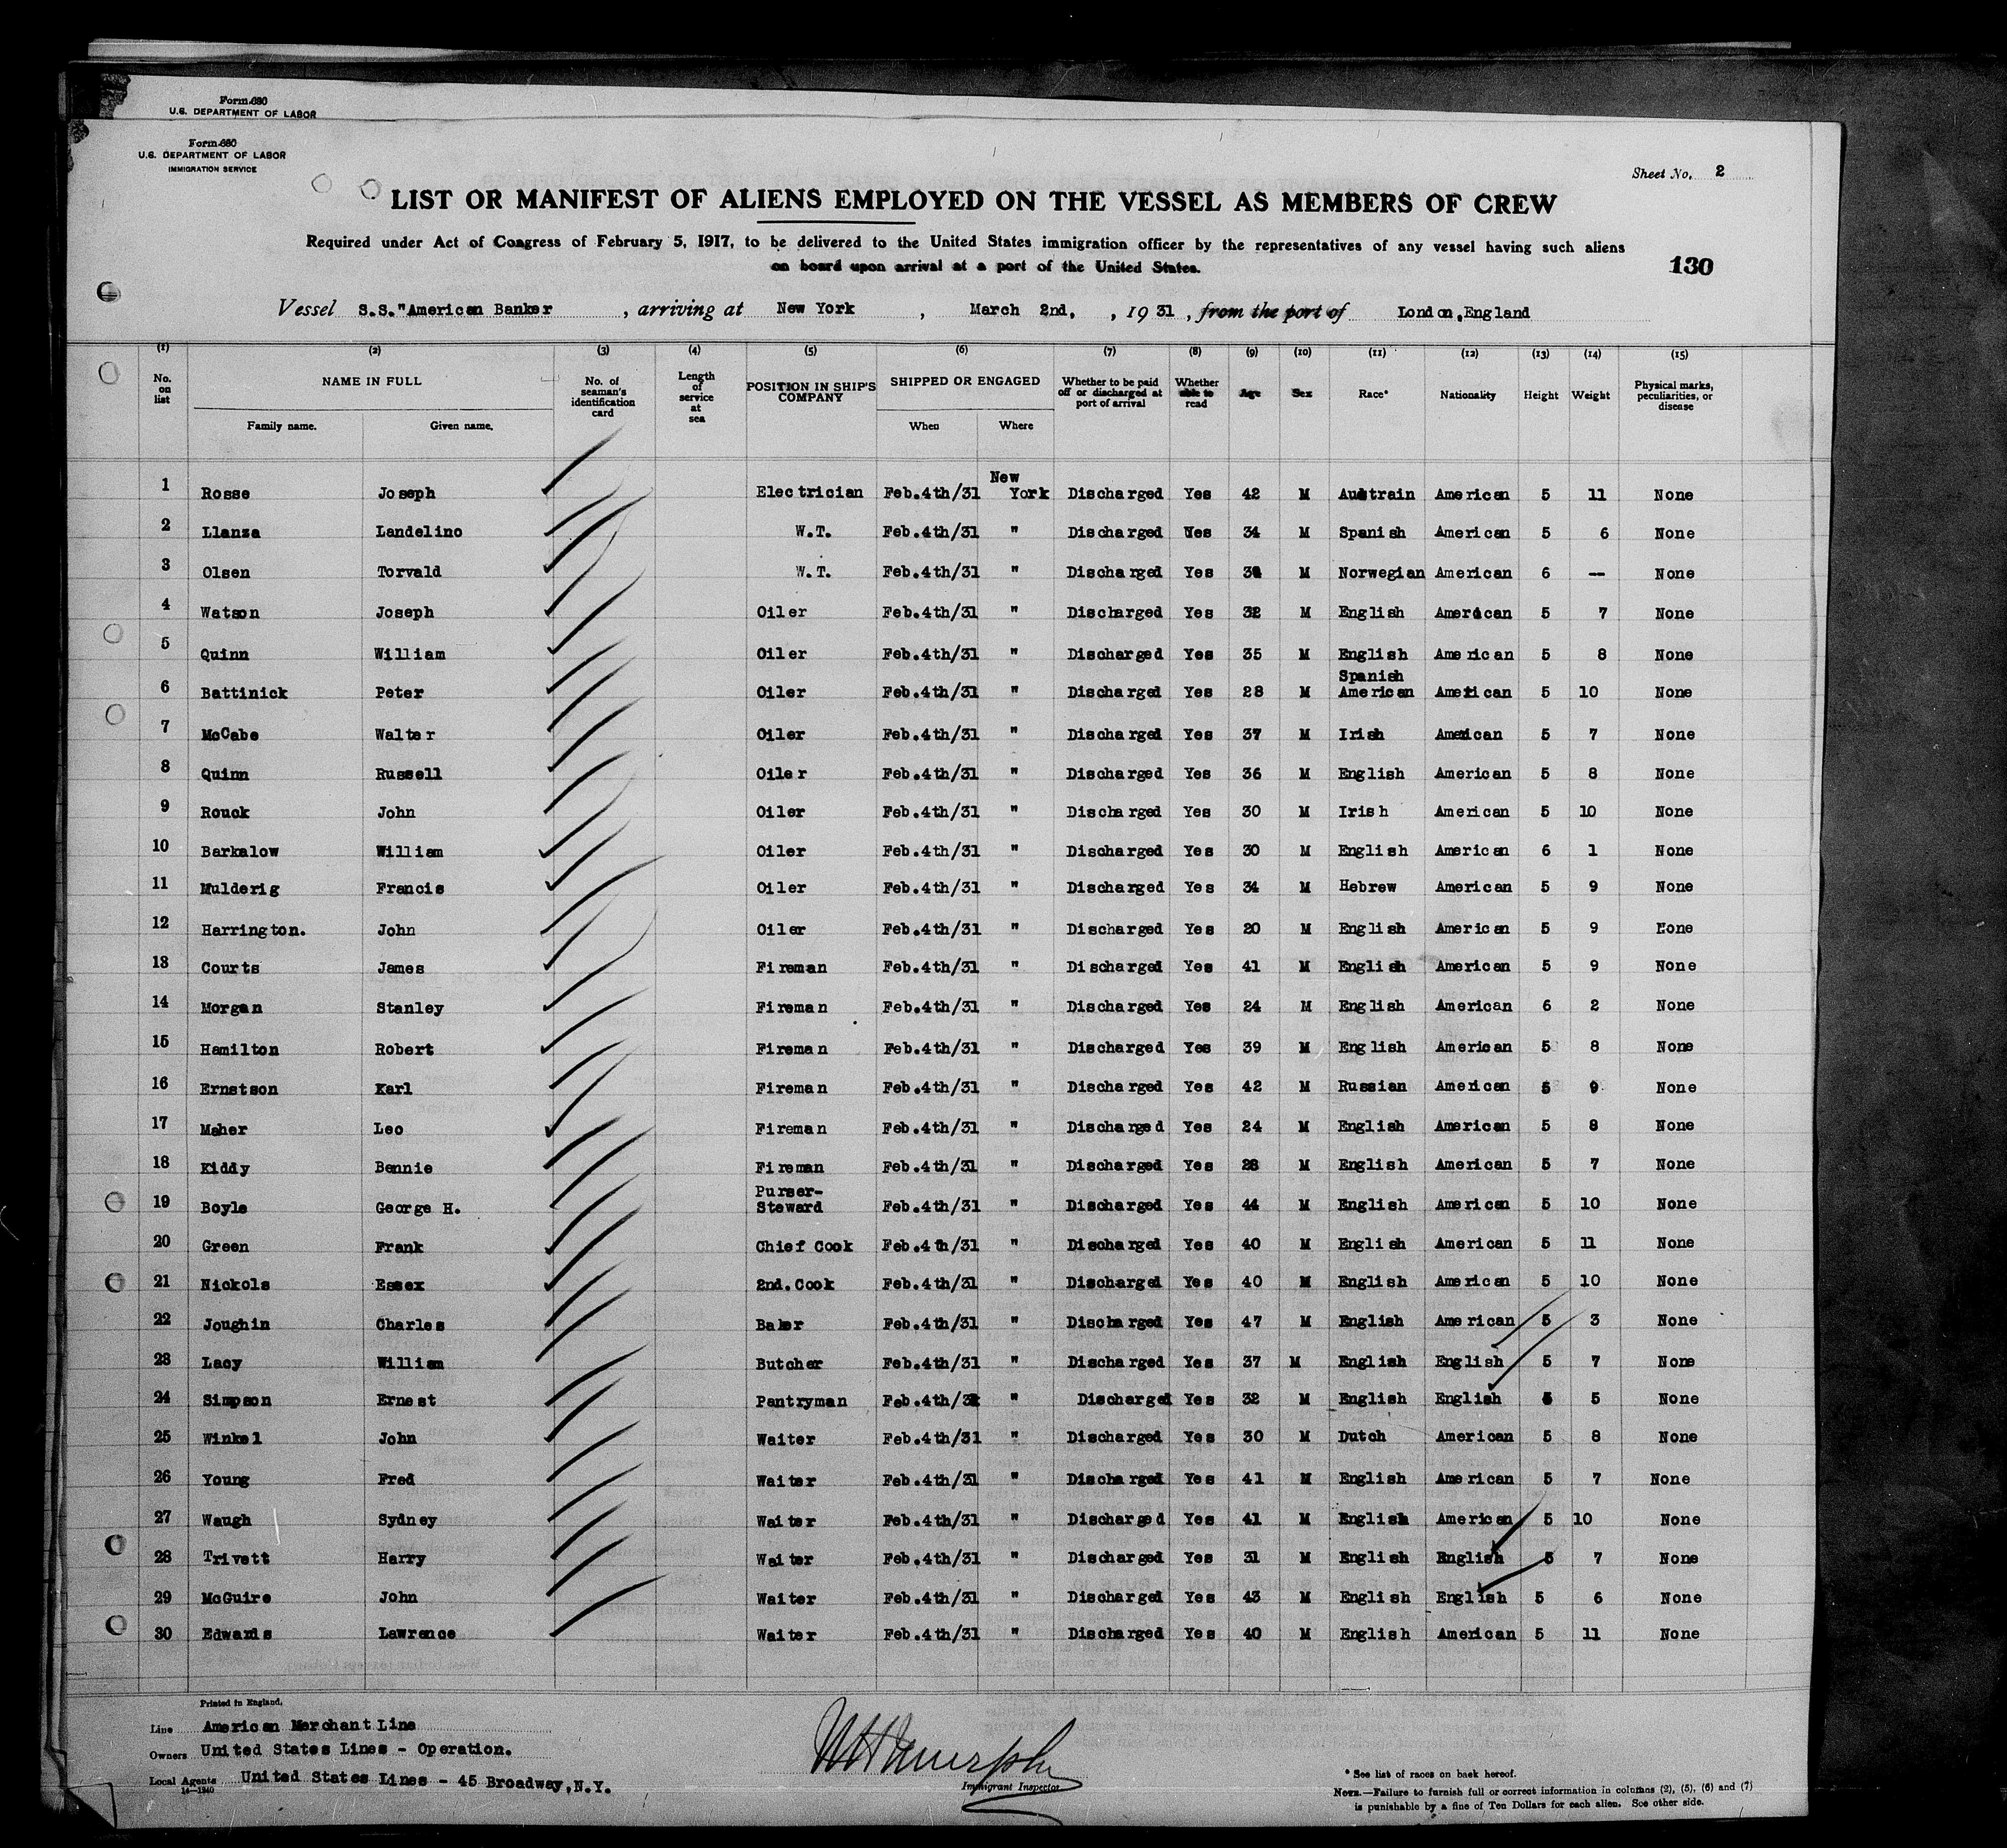 Form 680
U.S. DEPARTMENT OF LABOR
Form 680
U.S. DEPARTMENT OF LABOR
IMMIGRATION SERVICE
Sheet No. 2
LIST OR MANIFEST OF ALIENS EMPLOYED ON THE VESSEL AS MEMBERS OF CREW
Required under Act of Congress of February 5, 1917, to be delivered to the United States immigration officer by the representatives of any vessel having such aliens
on board upon arrival at a port of the United States.
130
Vessel S.S."American Banker , arriving at New York , March 2nd, , 19 31 , from the port of London,England
(1) (2) (3) (4) (5) (6) (7) (8) (9) (10) (11) (12) (13) (14) (15)
No. on list NAME IN FULL No. of seaman's identification card Length of service at sea POSITION IN SHIP'S COMPANY SHIPPED OR ENGAGED Whether to be paid off or discharged at port of arrival Whether able to read Age Sex Race* Nationality Height Weight Physical marks, peculiarities, or disease
Family name. Given name. When Where
1 Rosse Joseph Electrician Feb.4th/31 New York Discharged Yes 42 M Austrain American 5 11 None
2 Llanza Landelino W.T. Feb.4th/31 " Discharged Yes 34 M Spanish American 5 6 None
3 Olsen Torvald W.T. Feb.4th/31 " Discharged Yes M Norwegian American 6 -- None
4 Watson Joseph Oiler Feb.4th/31 " Discharged Yes 32 M English American 5 7 None
5 Quinn William Oiler Feb.4th/31 " Discharged Yes 35 M English American 5 8 None
6 Battinick Peter Oiler Feb.4th/31 " Discharged Yes 28 M Spanish American American 5 10 None
7 McCabe Walter Oiler Feb.4th/31 " Discharged Yes 37 M Irish American 5 7 None
8 Quinn Russell Oiler Feb.4th/31 " Discharged Yes 36 M English American 5 8 None
9 Rouck John Oiler Feb.4th/31 " Discharged Yes 30 M Irish American 5 10 None
10 Barkalow William Oiler Feb.4th/31 " Discharged Yes 30 M English American 6 1 None
11 Mulderig Francis Oiler Feb.4th/31 " Discharged Yes 34 M Hebrew American 5 9 None
12 Harrington. John Oiler Feb.4th/31 " Discharged Yes 20 M English American 5 9 None
13 Courts James Fireman Feb.4th/31 " Discharged Yes 41 M English American 5 9 None
14 Morgan Stanley Fireman Feb.4th/31 " Discharged Yes 24 M English American 6 2 None
15 Hamilton Robert Fireman Feb.4th/31 " Discharged Yes 39 M English American 5 8 None
16 Ernstson Karl Fireman Feb.4th/31 " Discharged Yes 42 M Russian American 5 9 None
17 Maher Leo Fireman Feb.4th/31 " Discharged Yes 24 M English American 5 8 None
18 Kiddy Bennie Fireman Feb.4th/31 " Discharged Yes 28 M English American 5 7 None
19 Boyle George H. Purser-Steward Feb.4th/31 " Discharged Yes 44 M English American 5 10 None
20 Green Frank Chief Cook Feb.4th/31 " Discharged Yes 40 M English American 5 11 None
21 Nickols Essex 2nd.Cook Feb.4th/31 " Discharged Yes 40 M English American 5 10 None
22 Joughin Charles Baker Feb.4th/31 " Discharged Yes 47 M English American 5 3 None
23 Lacy William Butcher Feb.4th/31 " Discharged Yes 37 M English English 5 7 None
24 Simpson Ernest Pantryman Feb.4th/31 " Discharged Yes 32 M English English 5 5 None
25 Winkel John Waiter Feb.4th/31 " Discharged Yes 30 M Dutch American 5 8 None
26 Young Fred Waiter Feb.4th/31 " Discharged Yes 41 M English American 5 7 None
27 Waugh Sydney Waiter Feb.4th/31 " Discharged Yes 41 M English American 5 10 None
28 Trivett Harry Waiter Feb.4th/31 " Discharged Yes 31 M English English 5 7 None
29 McGuire John Waiter Feb.4th/31 " Discharged Yes 43 M English English 5 6 None
30 Edwards Lawrence Waiter Feb.4th/31 " Discharged Yes 40 M English American 5 11 None
Printed in England.
Line American Merchant Line
Owners United States Lines - Operation.
Local Agents United States Lines - 45 Broadway,N.Y.
14—1240
Immigrant Inspector
* See list of races on back hereof.
NOTE.—Failure to furnish full or correct information in columns (2), (5), (6) and (7)
is punishable by a fine of Ten Dollars for each alien. See other side.